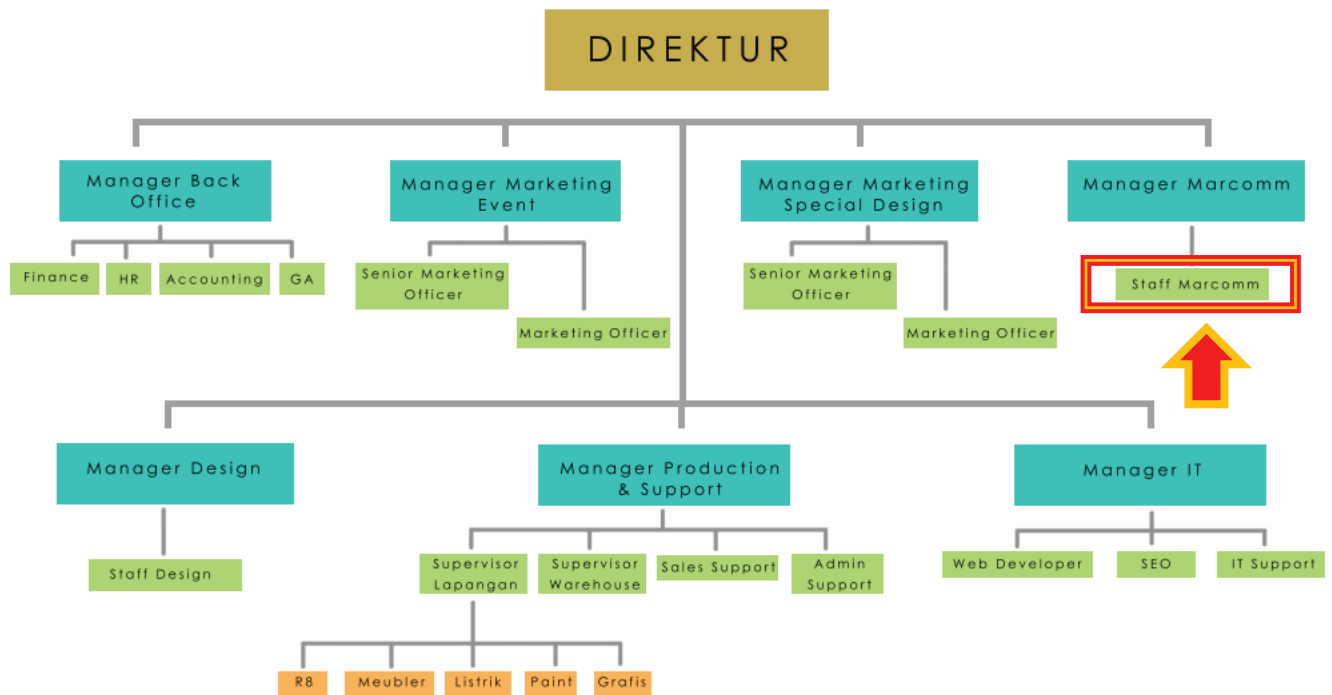 DIREKTUR
Manager Back
Office
Manager Marketing
Event
Manager Marketing
Special Design
Manager Marcomm
Finance
HR
Accounting
GA
Senior Marketing
Officer
Marketing Officer
Senior Marketing
Officer
Marketing Officer
Staff Marcomm
Manager Design
Manager Production
& Support
Manager IT
Staff Design
Supervisor
Lapangan
Supervisor
Warehouse
Sales Support
Admin
Support
Web Developer
SEO
IT Support
R8
Meubler
Listrik
Paint
Grafis